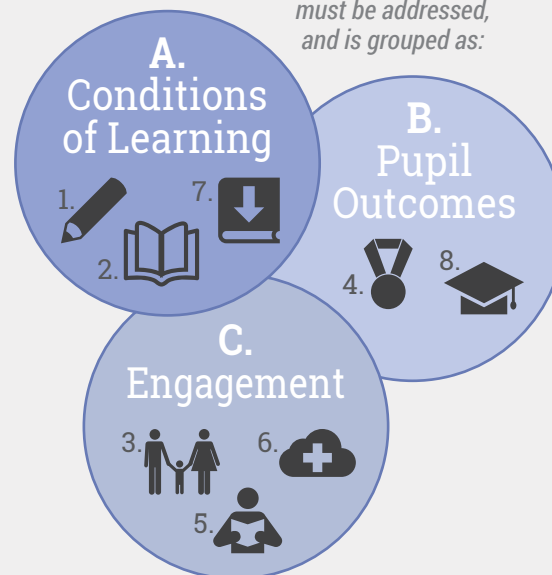 must be addressed,
and is grouped as:
A.
Conditions
of Learning
1.
7.
2.
B.
Pupil
Outcomes
4.
8.
C.
Engagement
3.
6.
5.